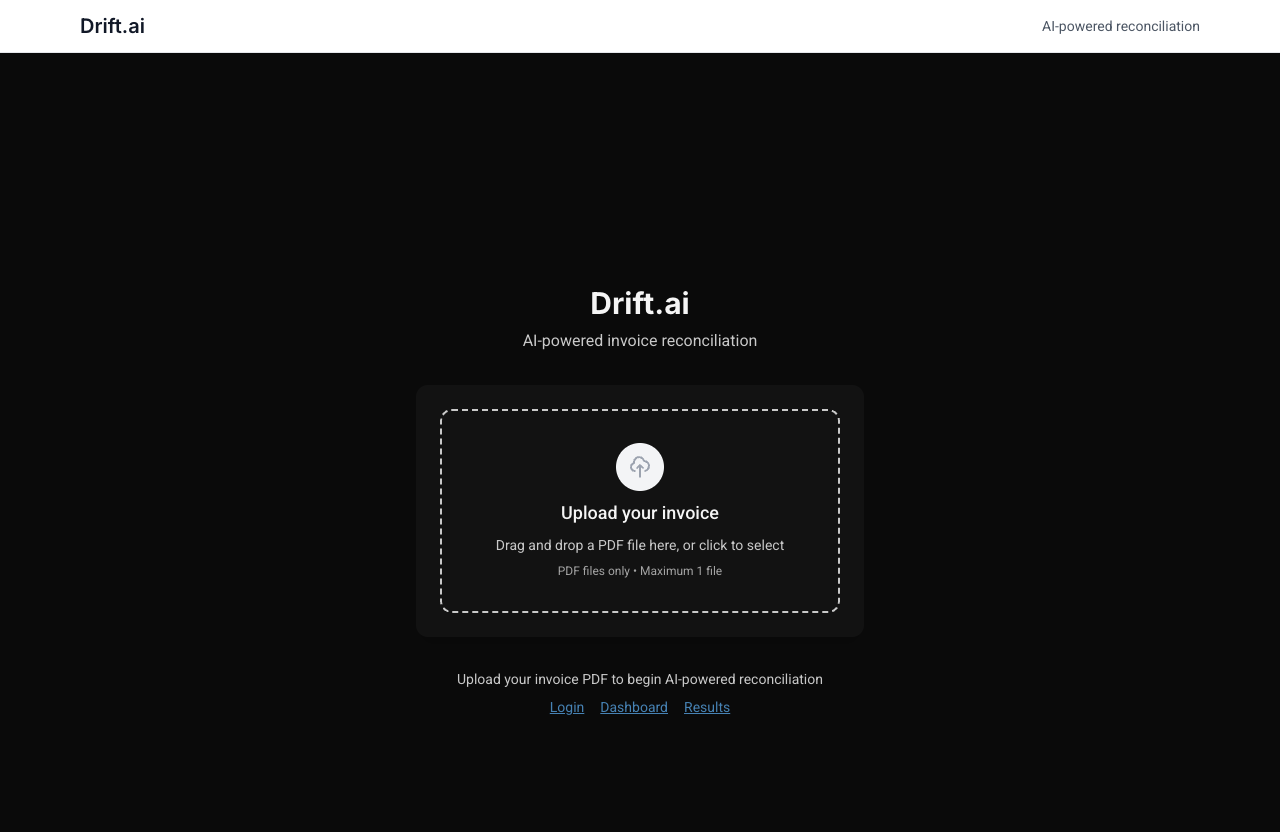 Drift.ai
AI-powered reconciliation
Drift.ai
AI-powered invoice reconciliation
Upload your invoice
Drag and drop a PDF file here, or click to select
PDF files only • Maximum 1 file
Upload your invoice PDF to begin AI-powered reconciliation
Login Dashboard Results